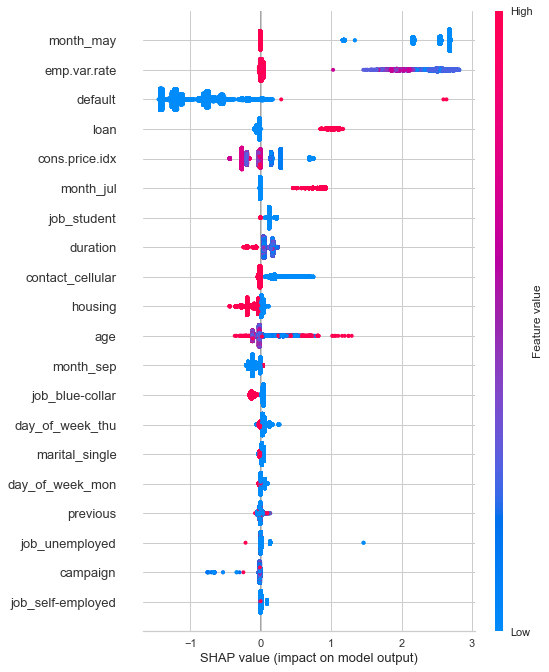 High
month_may
emp.var.rate
default
loan
cons.price.idx
month_jul
job_student
duration
contact_cellular
housing
age
month_sep
job_blue-collar
day_of_week_thu
marital_single
day_of_week_mon
previous
job_unemployed
campaign
job_self-employed
Feature value
Low
−1 0 1 2 3
SHAP value (impact on model output)